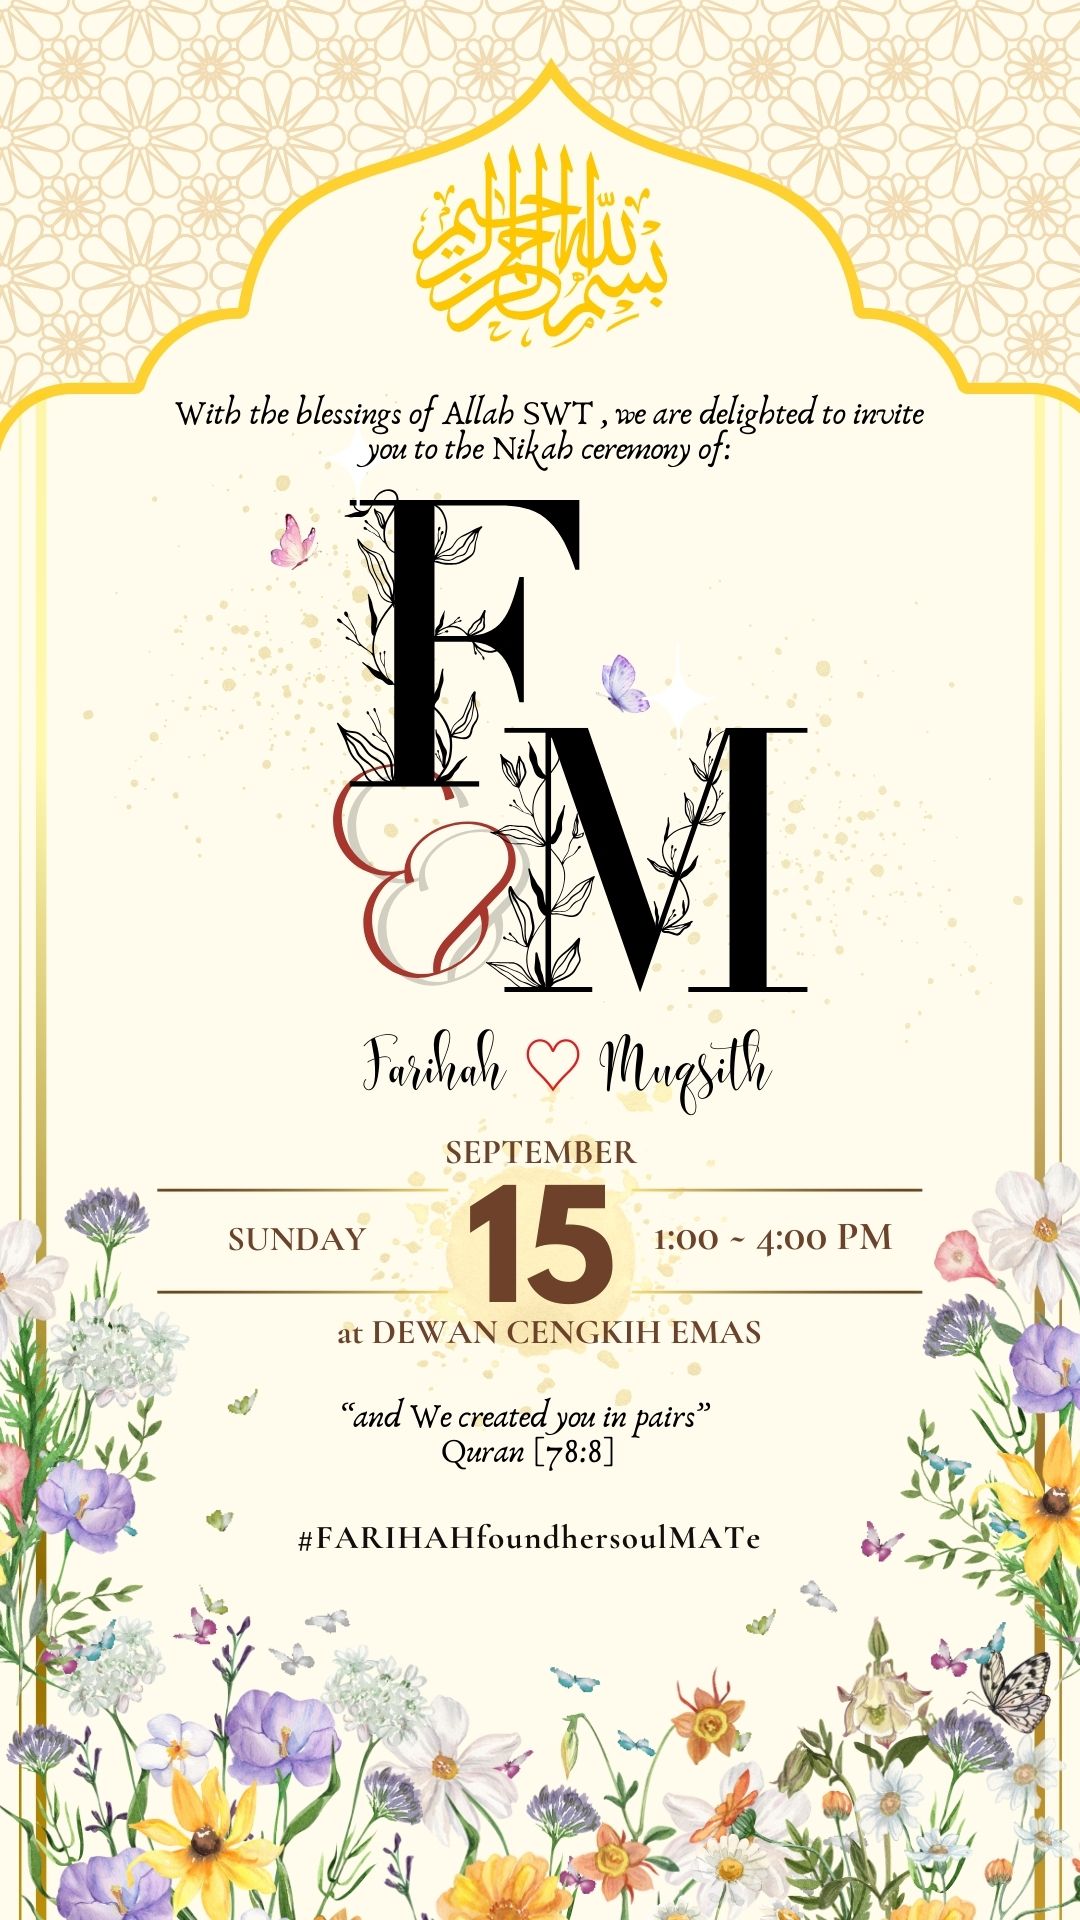 بسم الله الرحمن الرحيم
With the blessings of Allah SWT , we are delighted to invite
you to the Nikah ceremony of:
F
&M
Farihah ♡ Muqsith
SEPTEMBER
SUNDAY 15 1:00 ~ 4:00 PM
at DEWAN CENGKIH EMAS
“and We created you in pairs”
Quran [78:8]
#FARIHAHfoundhersoulMATe